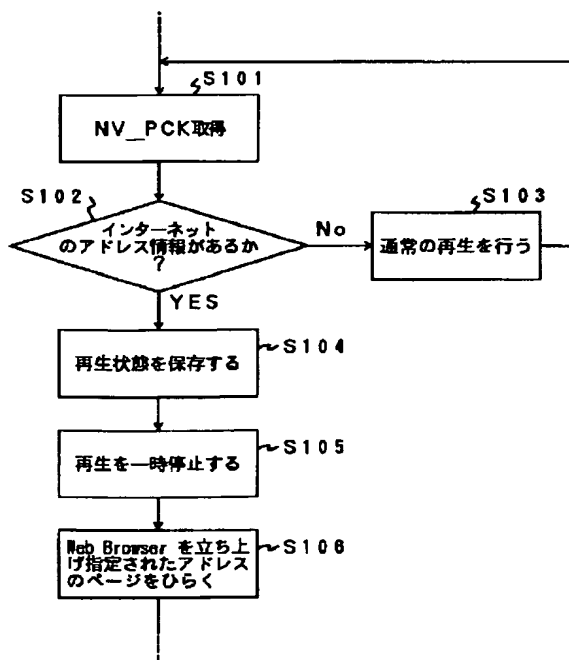 S101
NV_PCK取得
S102
インターネット
のアドレス情報があるか
?
No
S103
通常の再生を行う
YES
再生状態を保存する
S104
再生を一時停止する
S105
Web Browser を立ち上
げ指定されたアドレス
のページをひらく
S106